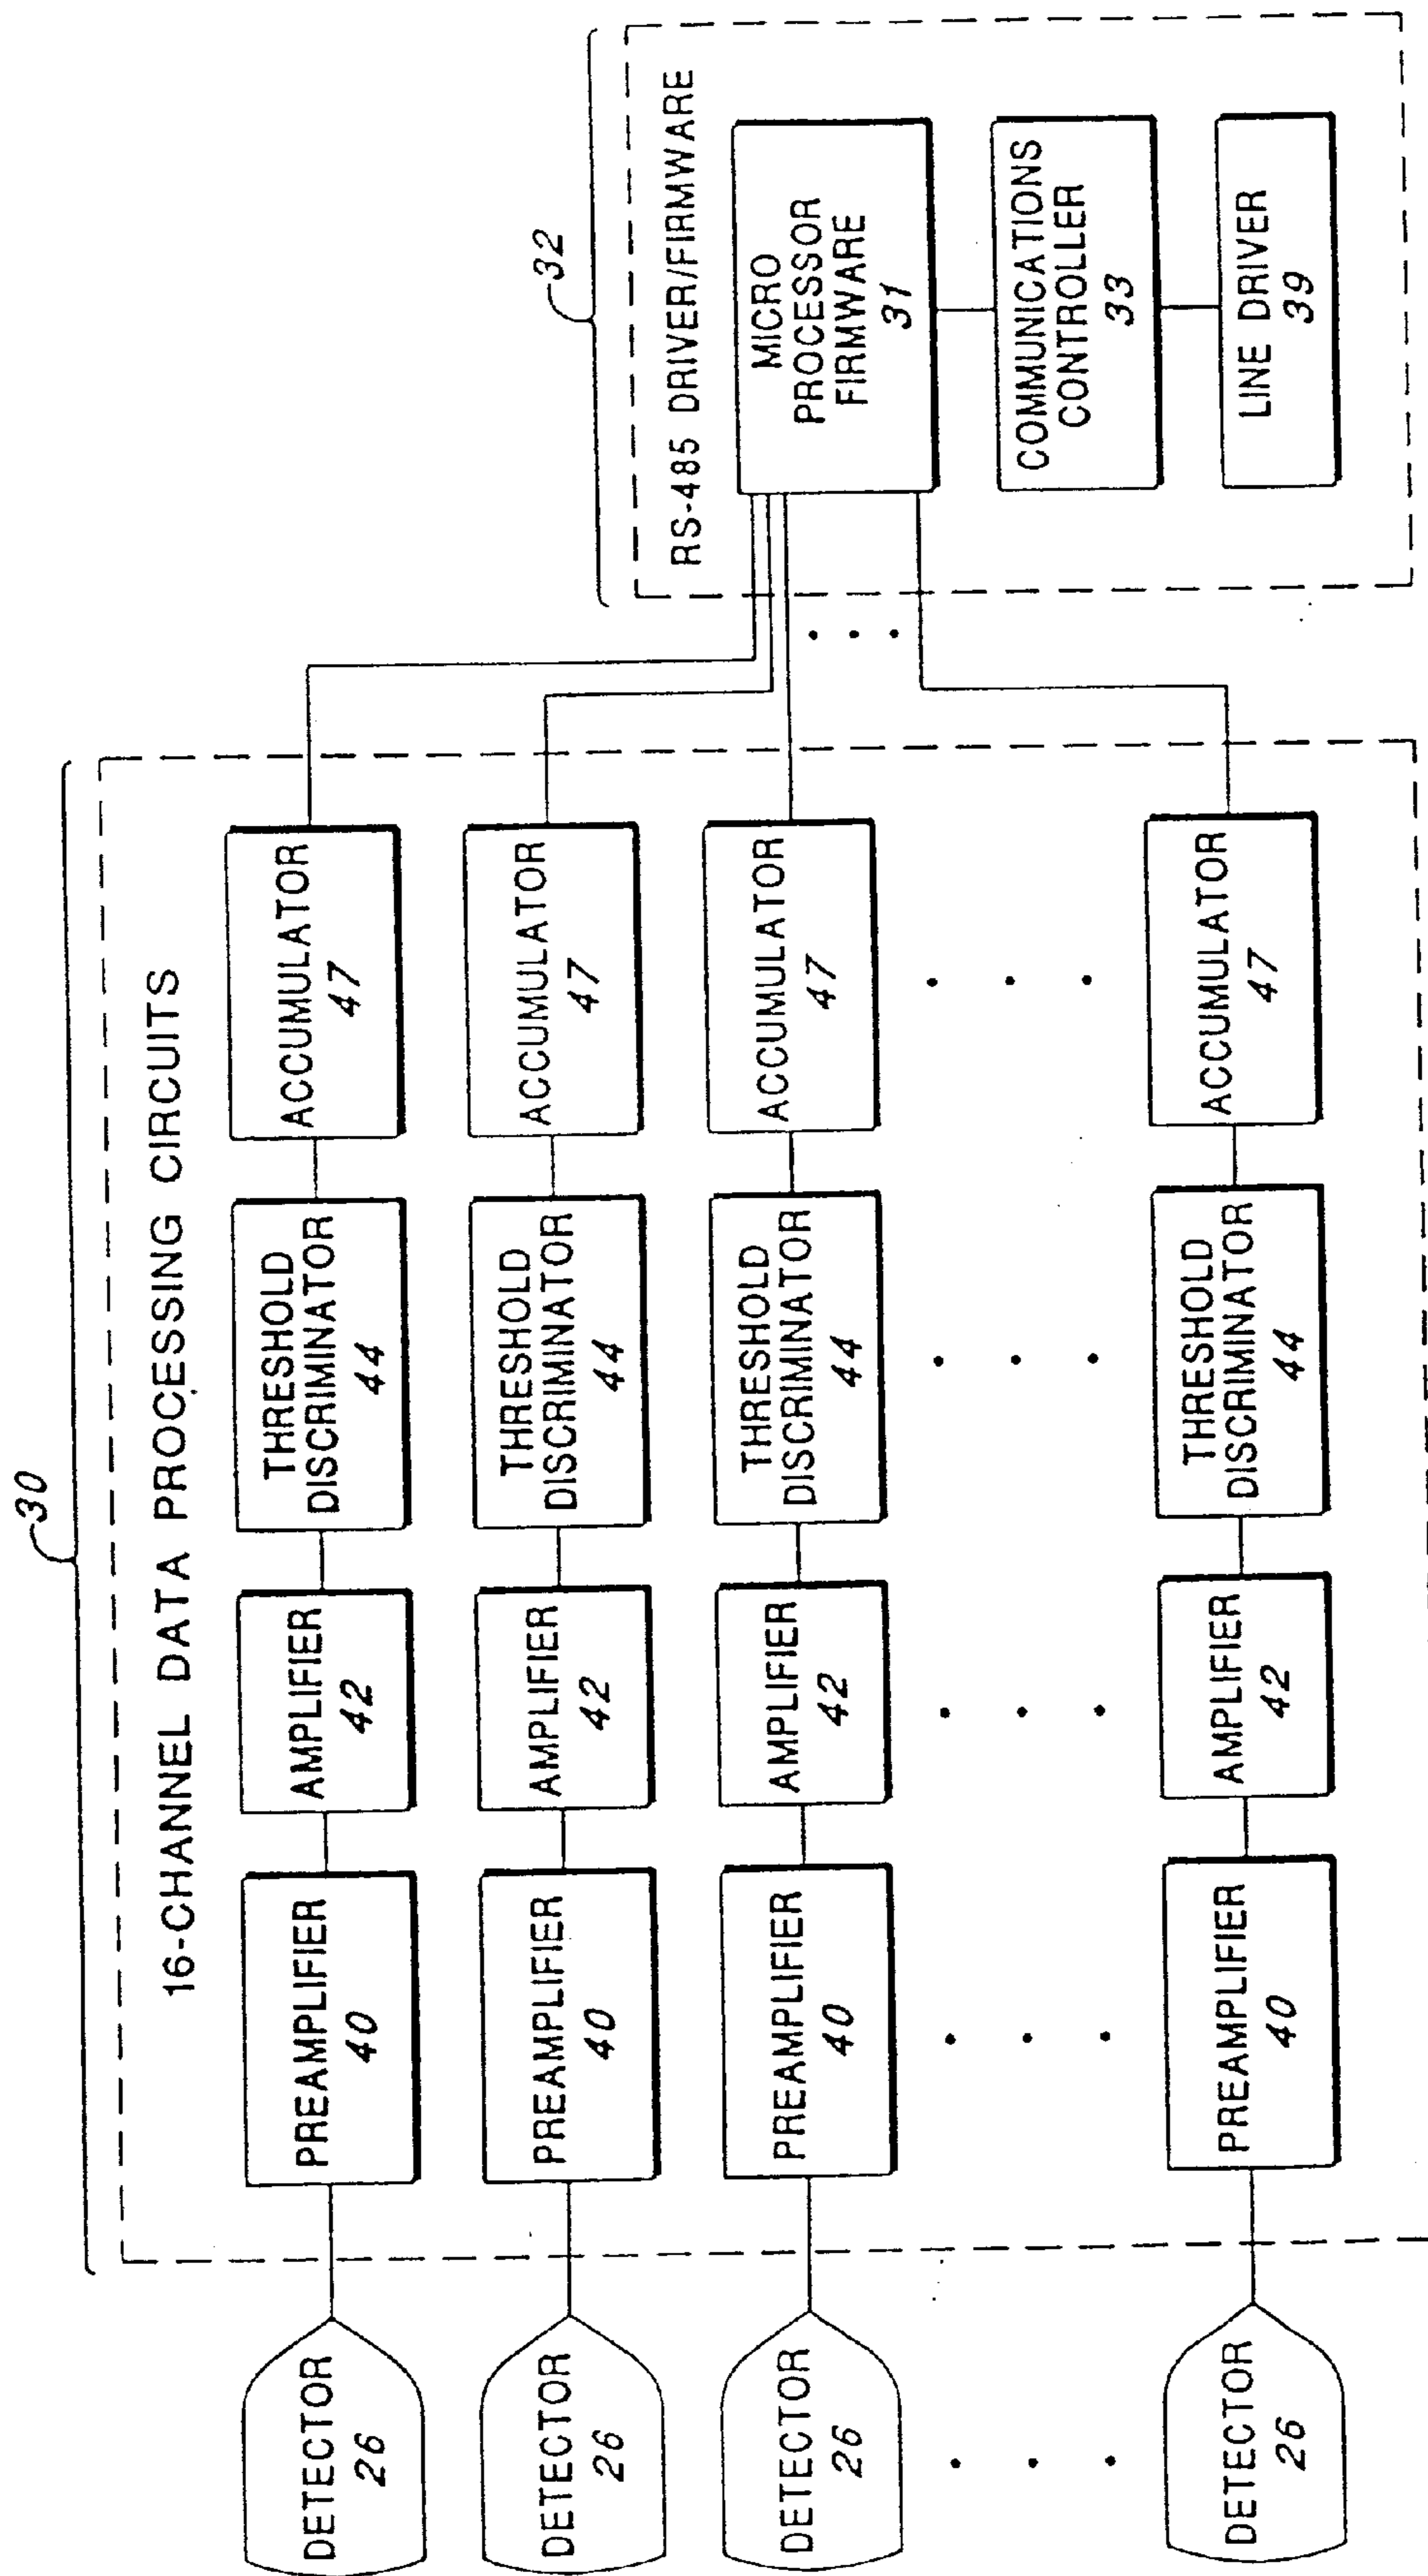 30
16-CHANNEL DATA PROCESSING CIRCUITS
DETECTOR
26
PREAMPLIFIER
40
AMPLIFIER
42
THRESHOLD
DISCRIMINATOR
44
ACCUMULATOR
47
DETECTOR
26
PREAMPLIFIER
40
AMPLIFIER
42
THRESHOLD
DISCRIMINATOR
44
ACCUMULATOR
47
DETECTOR
26
PREAMPLIFIER
40
AMPLIFIER
42
THRESHOLD
DISCRIMINATOR
44
ACCUMULATOR
47
DETECTOR
26
PREAMPLIFIER
40
AMPLIFIER
42
THRESHOLD
DISCRIMINATOR
44
ACCUMULATOR
47
32
RS-485 DRIVER/FIRMWARE
MICRO
PROCESSOR
FIRMWARE
31
COMMUNICATIONS
CONTROLLER
33
LINE DRIVER
39